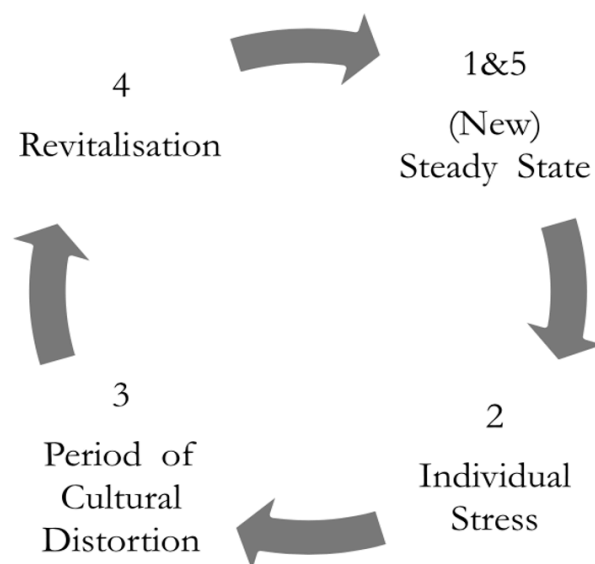 1&5
(New)
Steady State
2
Individual
Stress
3
Period of
Cultural
Distortion
4
Revitalisation